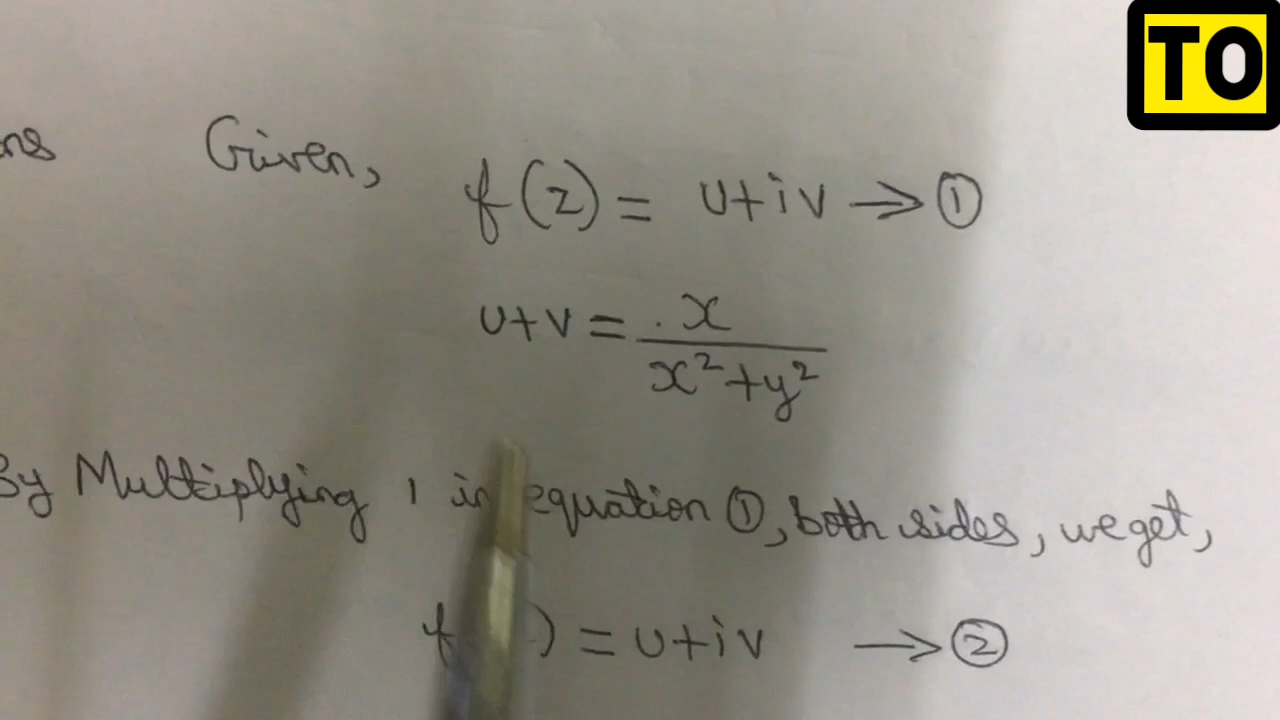 TO
Given, f(z) = u+iv → ①
u+v = x / x²+y²
By Multiplying 1 in equation ①, both sides, we get,
= u+iv → ②